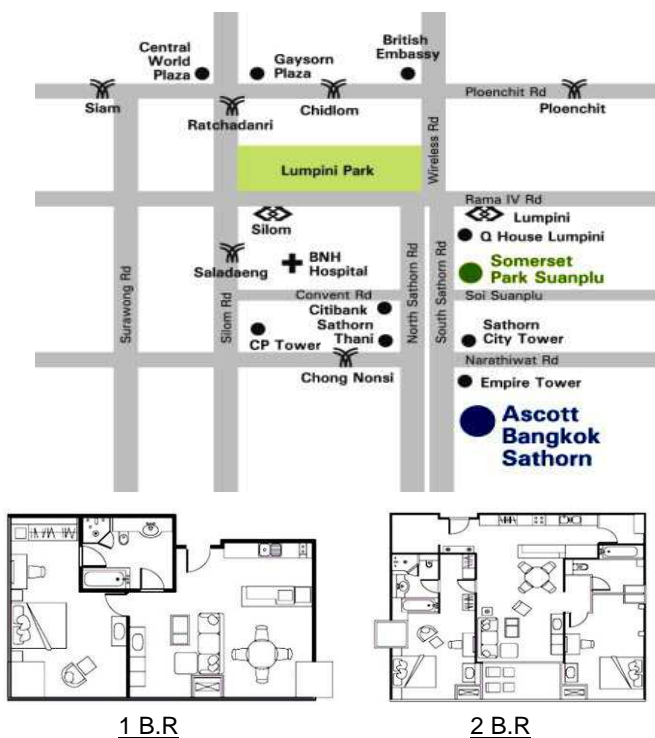 Central
World
Plaza
Gaysorn
Plaza
British
Embassy
Siam
Ratchadanri
Chidlom
Ploenchit Rd
Ploenchit
Wireless Rd
Lumpini Park
Rama IV Rd
Silom
Lumpini
Q House Lumpini
Saladaeng
BNH
Hospital
Somerset
Park Suanplu
Surawong Rd
Silom Rd
North Sathorn Rd
South Sathorn Rd
Convent Rd
Soi Suanplu
Citibank
CP Tower
Sathorn
Thani
Sathorn
City Tower
Narathiwat Rd
Chong Nonsi
Empire Tower
Ascott
Bangkok
Sathorn
1 B.R
2 B.R